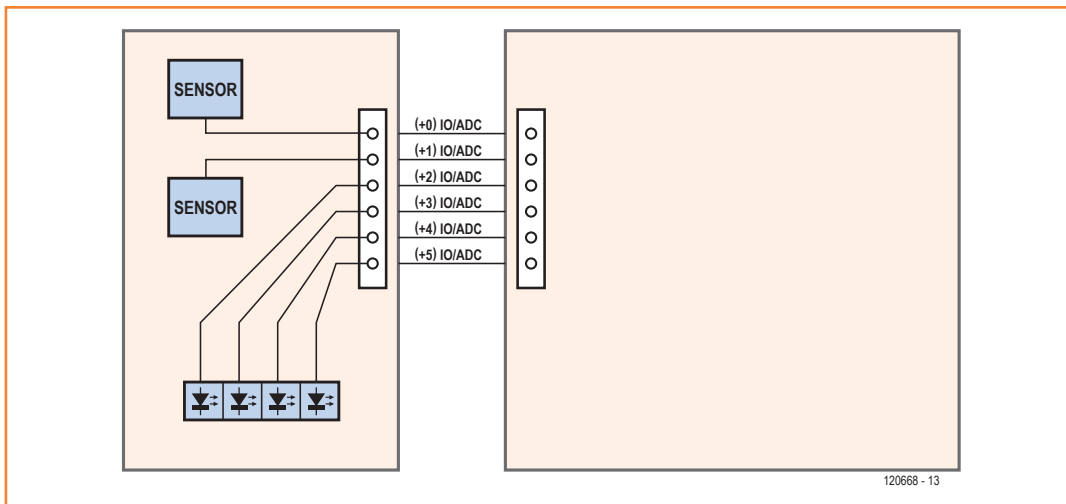 SENSOR
SENSOR
(+0) IO/ADC
(+1) IO/ADC
(+2) IO/ADC
(+3) IO/ADC
(+4) IO/ADC
(+5) IO/ADC
120668 - 13